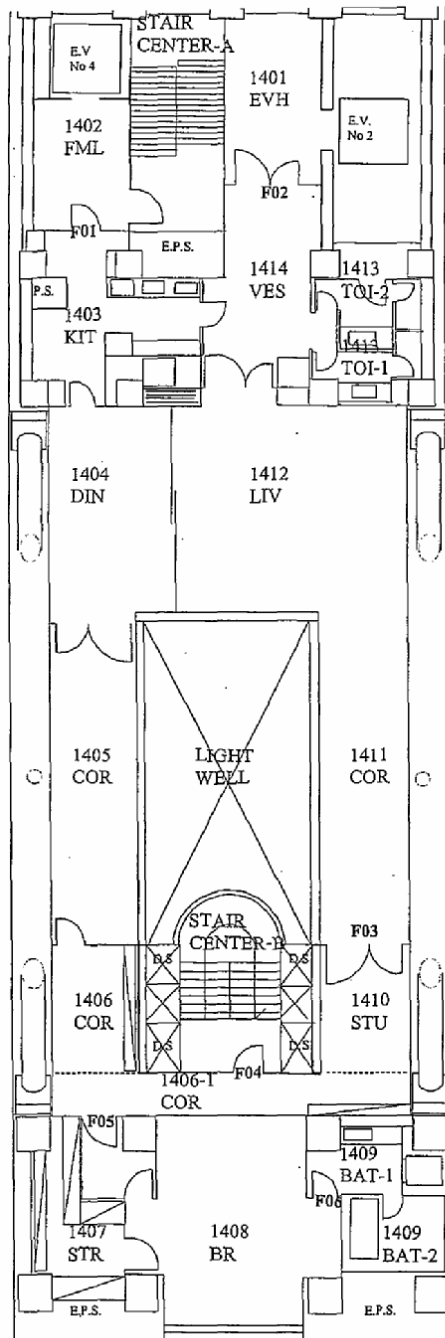 STAIR
CENTER-A
E.V
No 4
1401
EVH
E.V.
No 2
1402
FML
F02
F01
E.P.S.
1414
VES
1413
TOI-2
P.S.
1403
KIT
1413
TOI-1
1404
DIN
1412
LIV
1405
COR
LIGHT
WELL
1411
COR
STAIR
CENTER-B
F03
D.S
D.S
1406
COR
1410
STU
D.S
D.S
F04
1406-1
COR
F05
1409
BAT-1
F06
1407
STR
1408
BR
1409
BAT-2
E.P.S.
E.P.S.